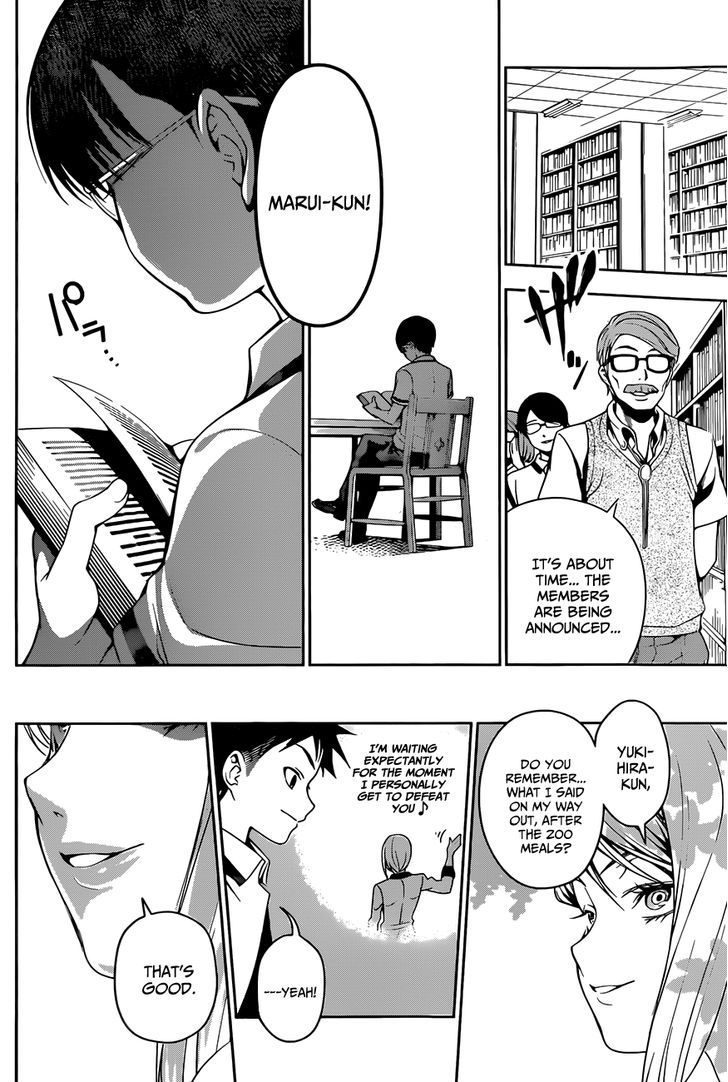 IT'S ABOUT
TIME... THE
MEMBERS
ARE BEING
ANNOUNCED...
MARUI-KUN!
パラ…
YUKI-
HIRA-
KUN,
DO YOU
REMEMBER...
WHAT I SAID
ON MY WAY
OUT, AFTER
THE 200
MEALS?
I'M WAITING
EXPECTANTLY
FOR THE MOMENT
I PERSONALLY
GET TO DEFEAT
YOU♪
---YEAH!
THAT'S
GOOD.